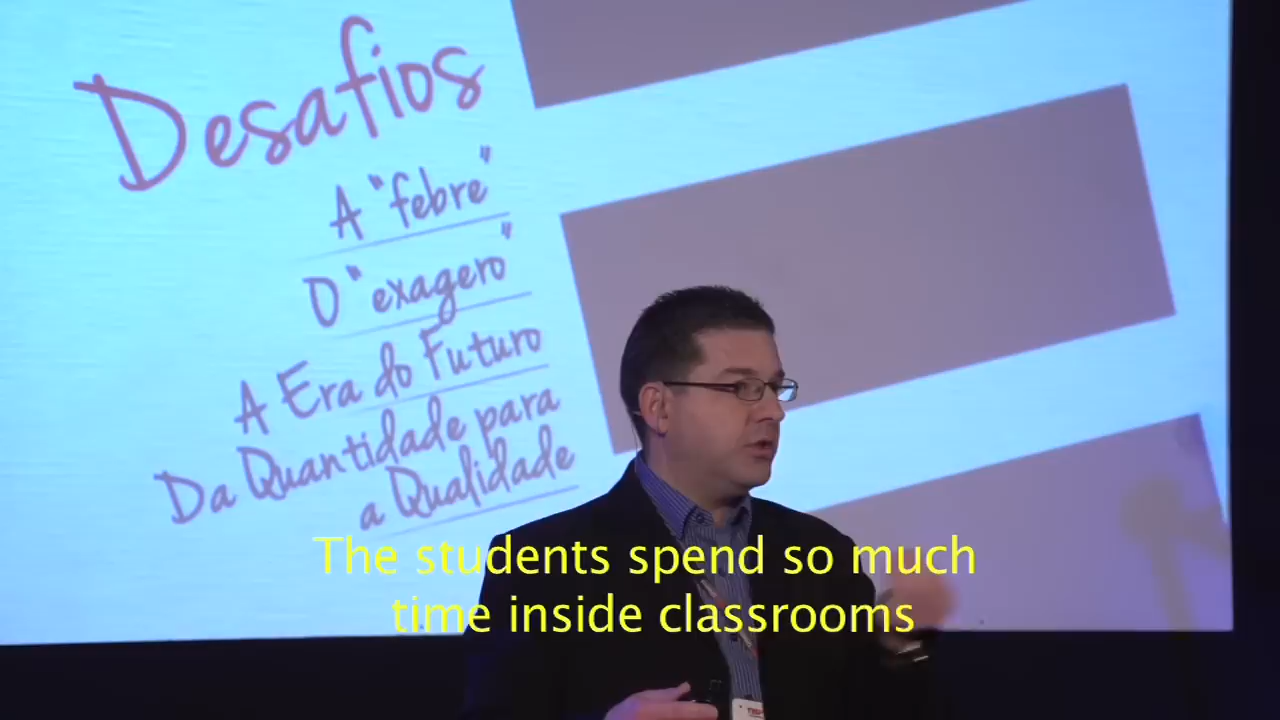 Desafios
A "febre"
O "exagero"
A Era do Futuro
Da Quantidade para
a Qualidade
The students spend so much
time inside classrooms